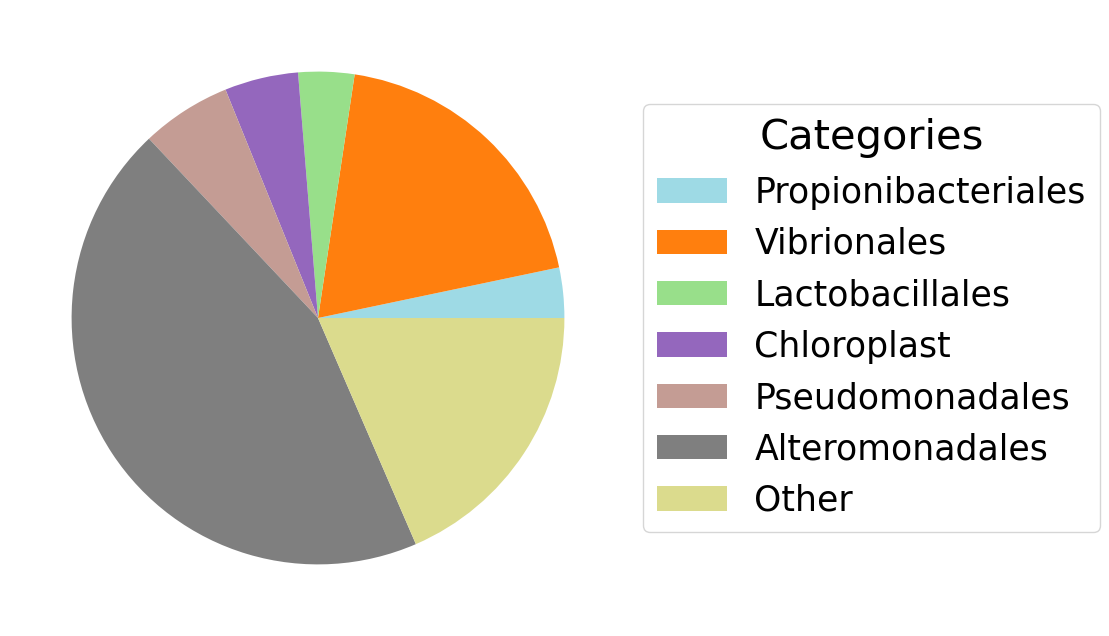 Categories
Propionibacteriales
Vibrionales
Lactobacillales
Chloroplast
Pseudomonadales
Alteromonadales
Other